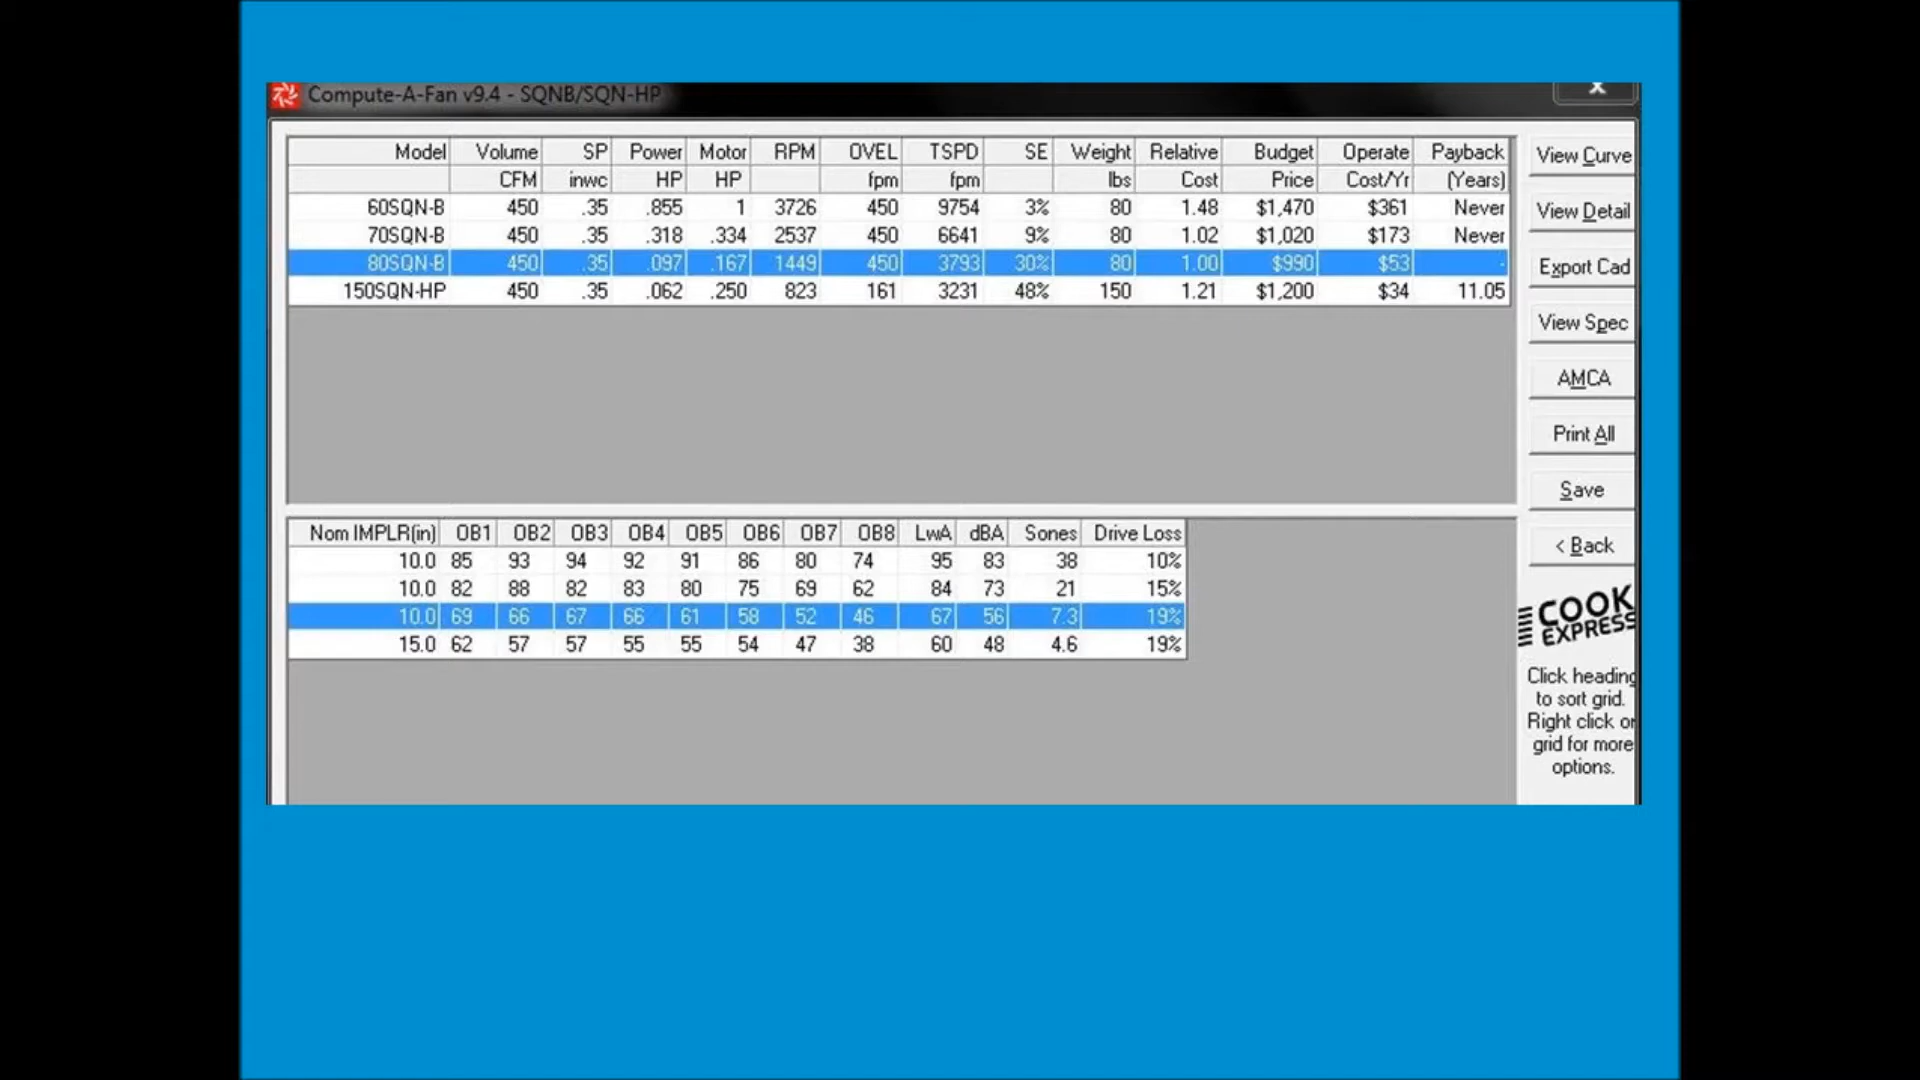 Compute-A-Fan v9.4 - SQNB/SQN-HP
X
Model Volume SP Power Motor RPM OVEL TSPD SE Weight Relative Budget Operate Payback
CFM inwc HP HP fpm fpm lbs Cost Price Cost/Yr (Years)
60SQN-B 450 .35 .855 1 3726 450 9754 3% 80 1.48 $1,470 $361 Never
70SQN-B 450 .35 .318 .334 2537 450 6641 9% 80 1.02 $1,020 $173 Never
80SQN-B 450 .35 .097 .167 1449 450 3793 30% 80 1.00 $990 $53 -
150SQN-HP 450 .35 .062 .250 823 161 3231 48% 150 1.21 $1,200 $34 11.05
Nom IMPLR(in) OB1 OB2 OB3 OB4 OB5 OB6 OB7 OB8 LwA dBA Sones Drive Loss
10.0 85 93 94 92 91 86 80 74 95 83 38 10%
10.0 82 88 82 83 80 75 69 62 84 73 21 15%
10.0 69 66 67 66 61 58 52 46 67 56 7.3 19%
15.0 62 57 57 55 55 54 47 38 60 48 4.6 19%
View Curve
View Detail
Export Cad
View Spec
AMCA
Print All
Save
< Back
COOK
EXPRESS
Click heading
to sort grid.
Right click or
grid for more
options.